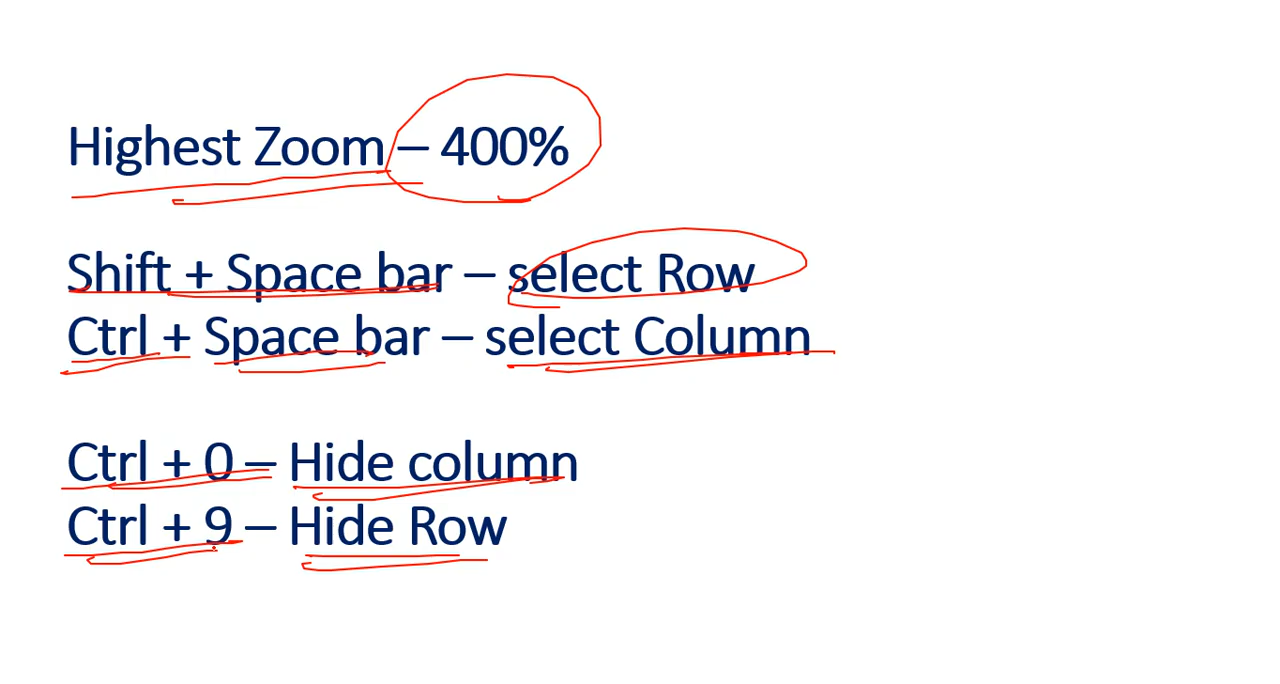 Highest Zoom – 400%
Shift + Space bar – select Row
Ctrl + Space bar – select Column
Ctrl + 0 – Hide column
Ctrl + 9 – Hide Row